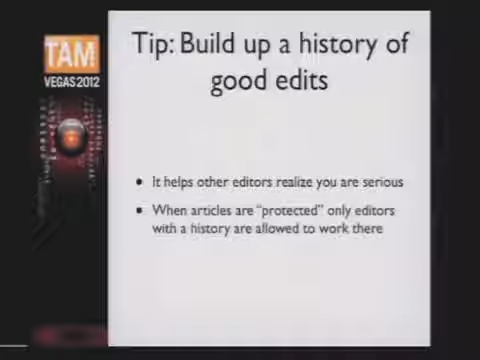 TAM
VEGAS 2012
Tip: Build up a history of
good edits
• It helps other editors realize you are serious
• When articles are “protected” only editors
with a history are allowed to work there